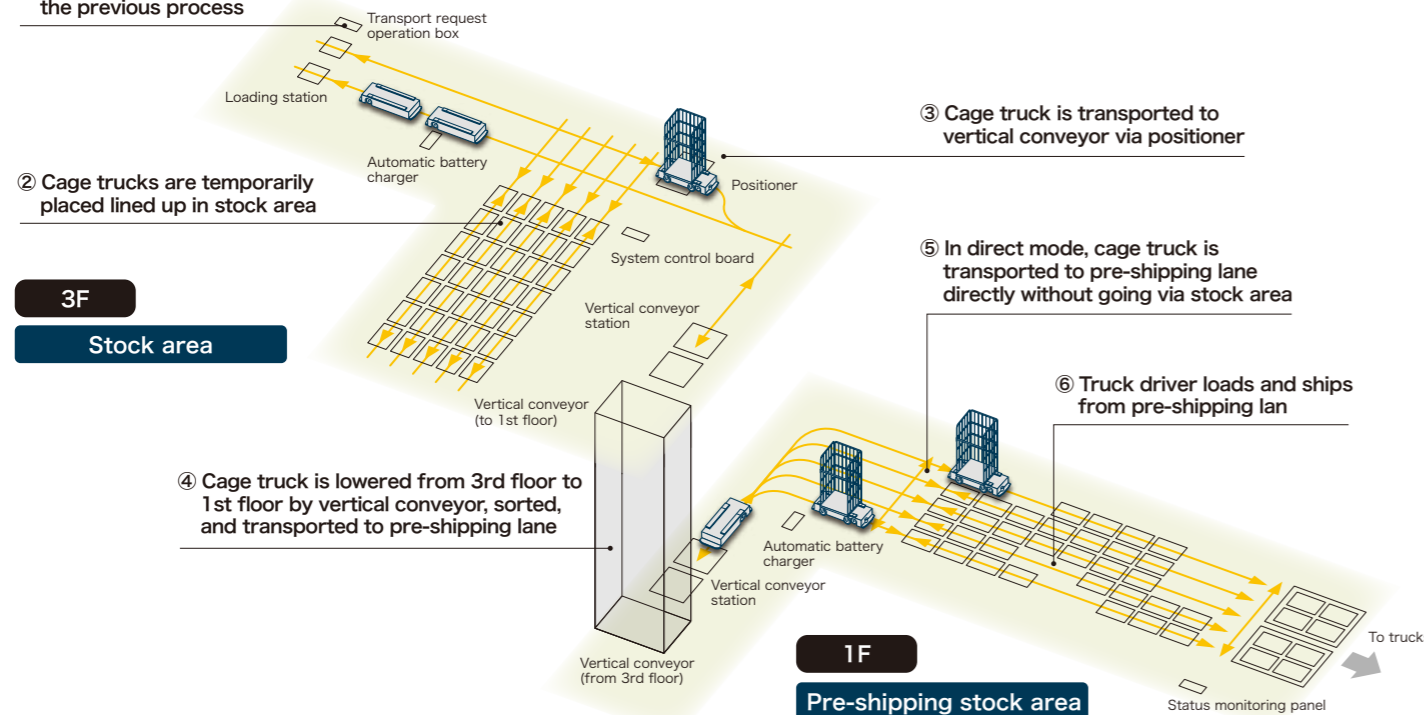 the previous process
Transport request
operation box
Loading station
Automatic battery
charger
③ Cage truck is transported to
vertical conveyor via positioner
Positioner
② Cage trucks are temporarily
placed lined up in stock area
System control board
3F
Stock area
Vertical conveyor
station
⑤ In direct mode, cage truck is
transported to pre-shipping lane
directly without going via stock area
Vertical conveyor
(to 1st floor)
⑥ Truck driver loads and ships
from pre-shipping lan
④ Cage truck is lowered from 3rd floor to
1st floor by vertical conveyor, sorted,
and transported to pre-shipping lane
Automatic battery
charger
Vertical conveyor
station
Vertical conveyor
(from 3rd floor)
1F
Pre-shipping stock area
To truck
Status monitoring panel